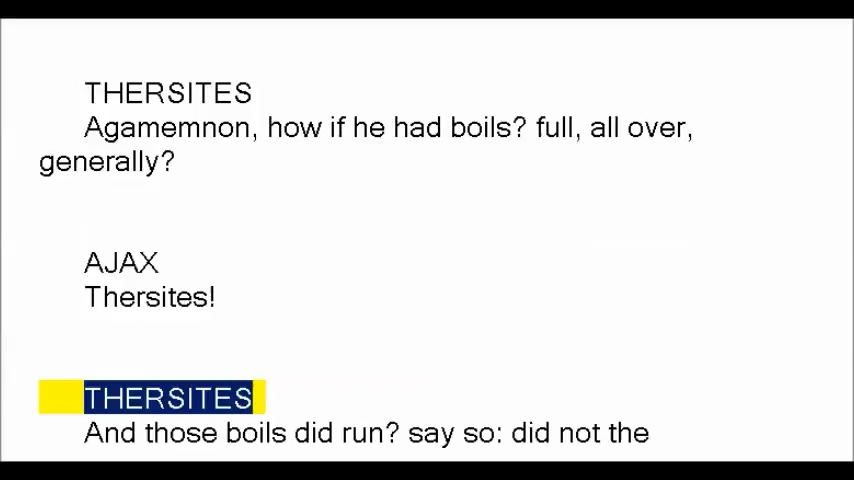 THERSITES
Agamemnon, how if he had boils? full, all over,
generally?
AJAX
Thersites!
THERSITES
And those boils did run? say so: did not the